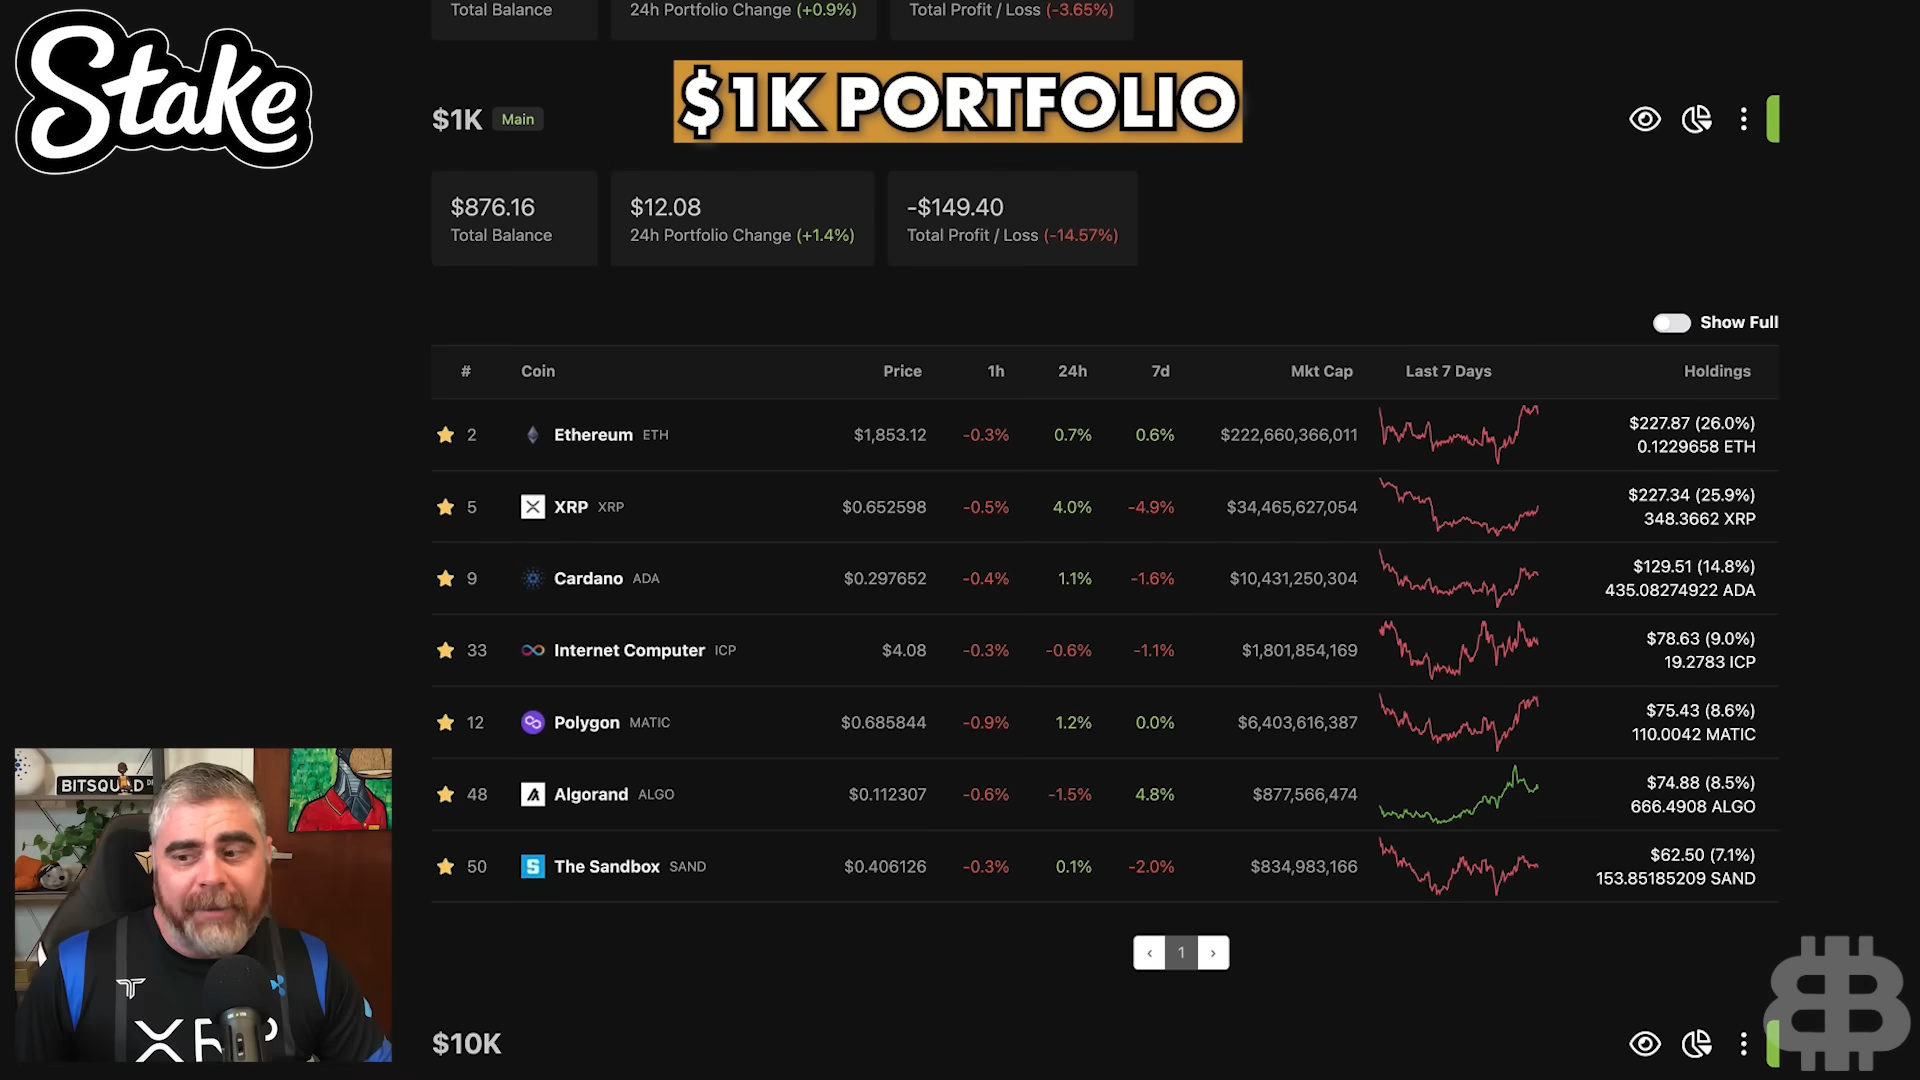 Total Balance
24h Portfolio Change (+0.9%)
Total Profit / Loss (-3.65%)
Stake
$1K Main
$1K PORTFOLIO
$876.16
Total Balance
$12.08
24h Portfolio Change (+1.4%)
-$149.40
Total Profit / Loss (-14.57%)
Show Full
# Coin Price 1h 24h 7d Mkt Cap Last 7 Days Holdings
2 Ethereum ETH $1,853.12 -0.3% 0.7% 0.6% $222,660,366,011 $227.87 (26.0%)
0.1229658 ETH
5 XRP XRP $0.652598 -0.5% 4.0% -4.9% $34,465,627,054 $227.34 (25.9%)
348.3662 XRP
9 Cardano ADA $0.297652 -0.4% 1.1% -1.6% $10,431,250,304 $129.51 (14.8%)
435.08274922 ADA
33 Internet Computer ICP $4.08 -0.3% -0.6% -1.1% $1,801,854,169 $78.63 (9.0%)
19.2783 ICP
12 Polygon MATIC $0.685844 -0.9% 1.2% 0.0% $6,403,616,387 $75.43 (8.6%)
110.0042 MATIC
48 Algorand ALGO $0.112307 -0.6% -1.5% 4.8% $877,566,474 $74.88 (8.5%)
666.4908 ALGO
50 The Sandbox SAND $0.406126 -0.3% 0.1% -2.0% $834,983,166 $62.50 (7.1%)
153.85185209 SAND
BITSQUAD
‹ 1 ›
$10K